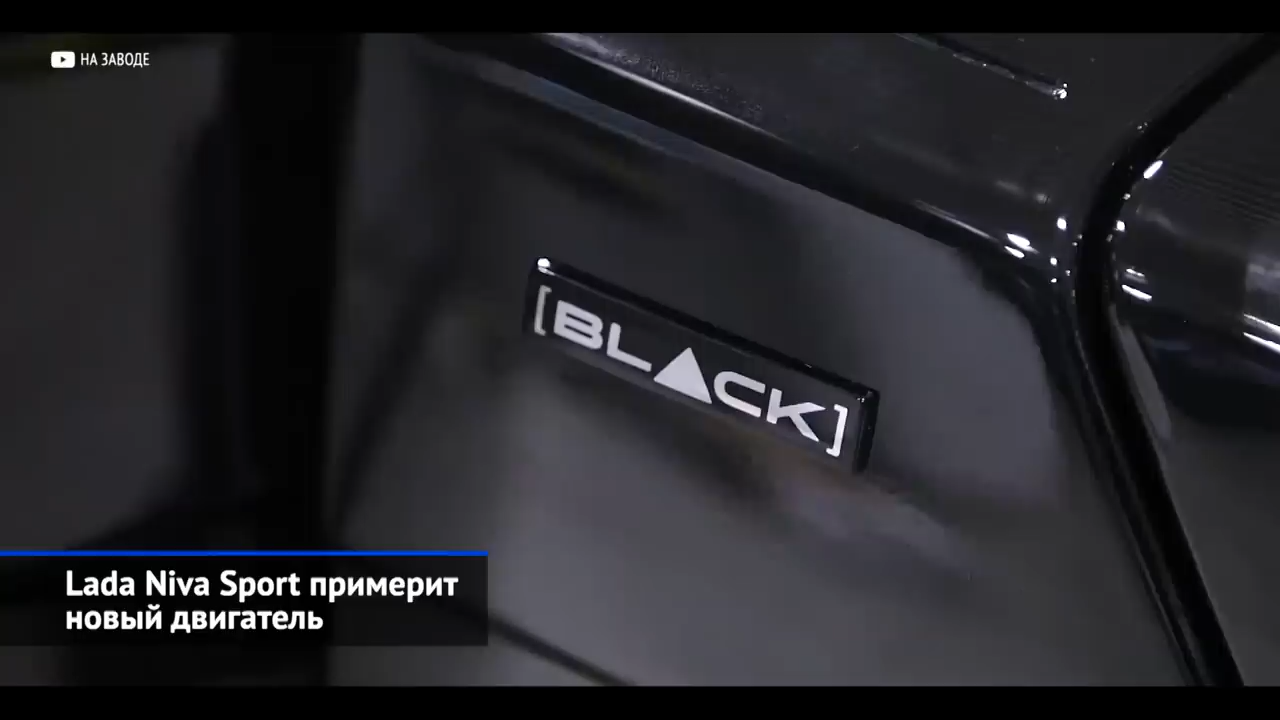 НА ЗАВОДЕ
[BLACK]
Lada Niva Sport примерит
новый двигатель